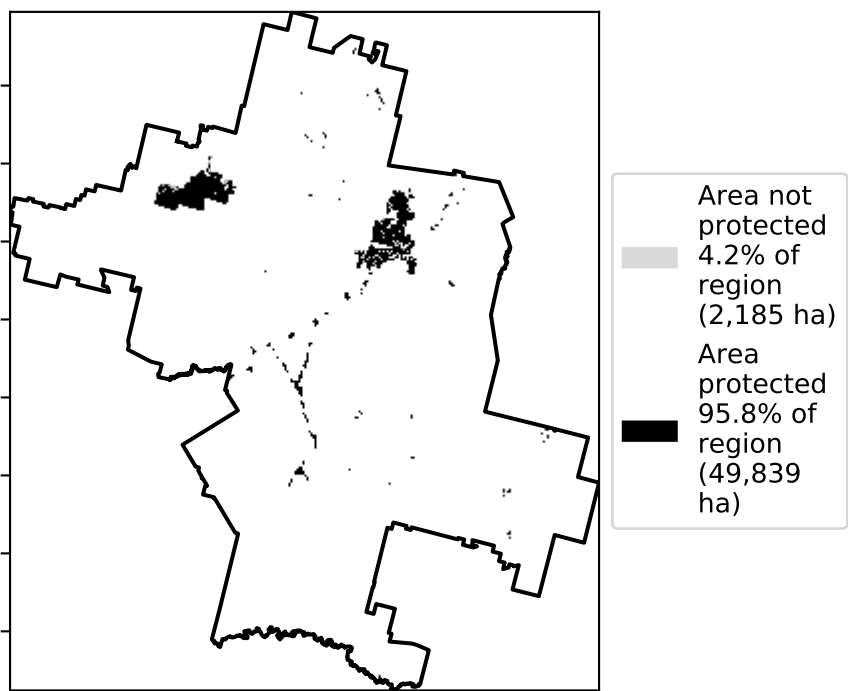 Area not
protected
4.2% of
region
(2,185 ha)
Area
protected
95.8% of
region
(49,839
ha)